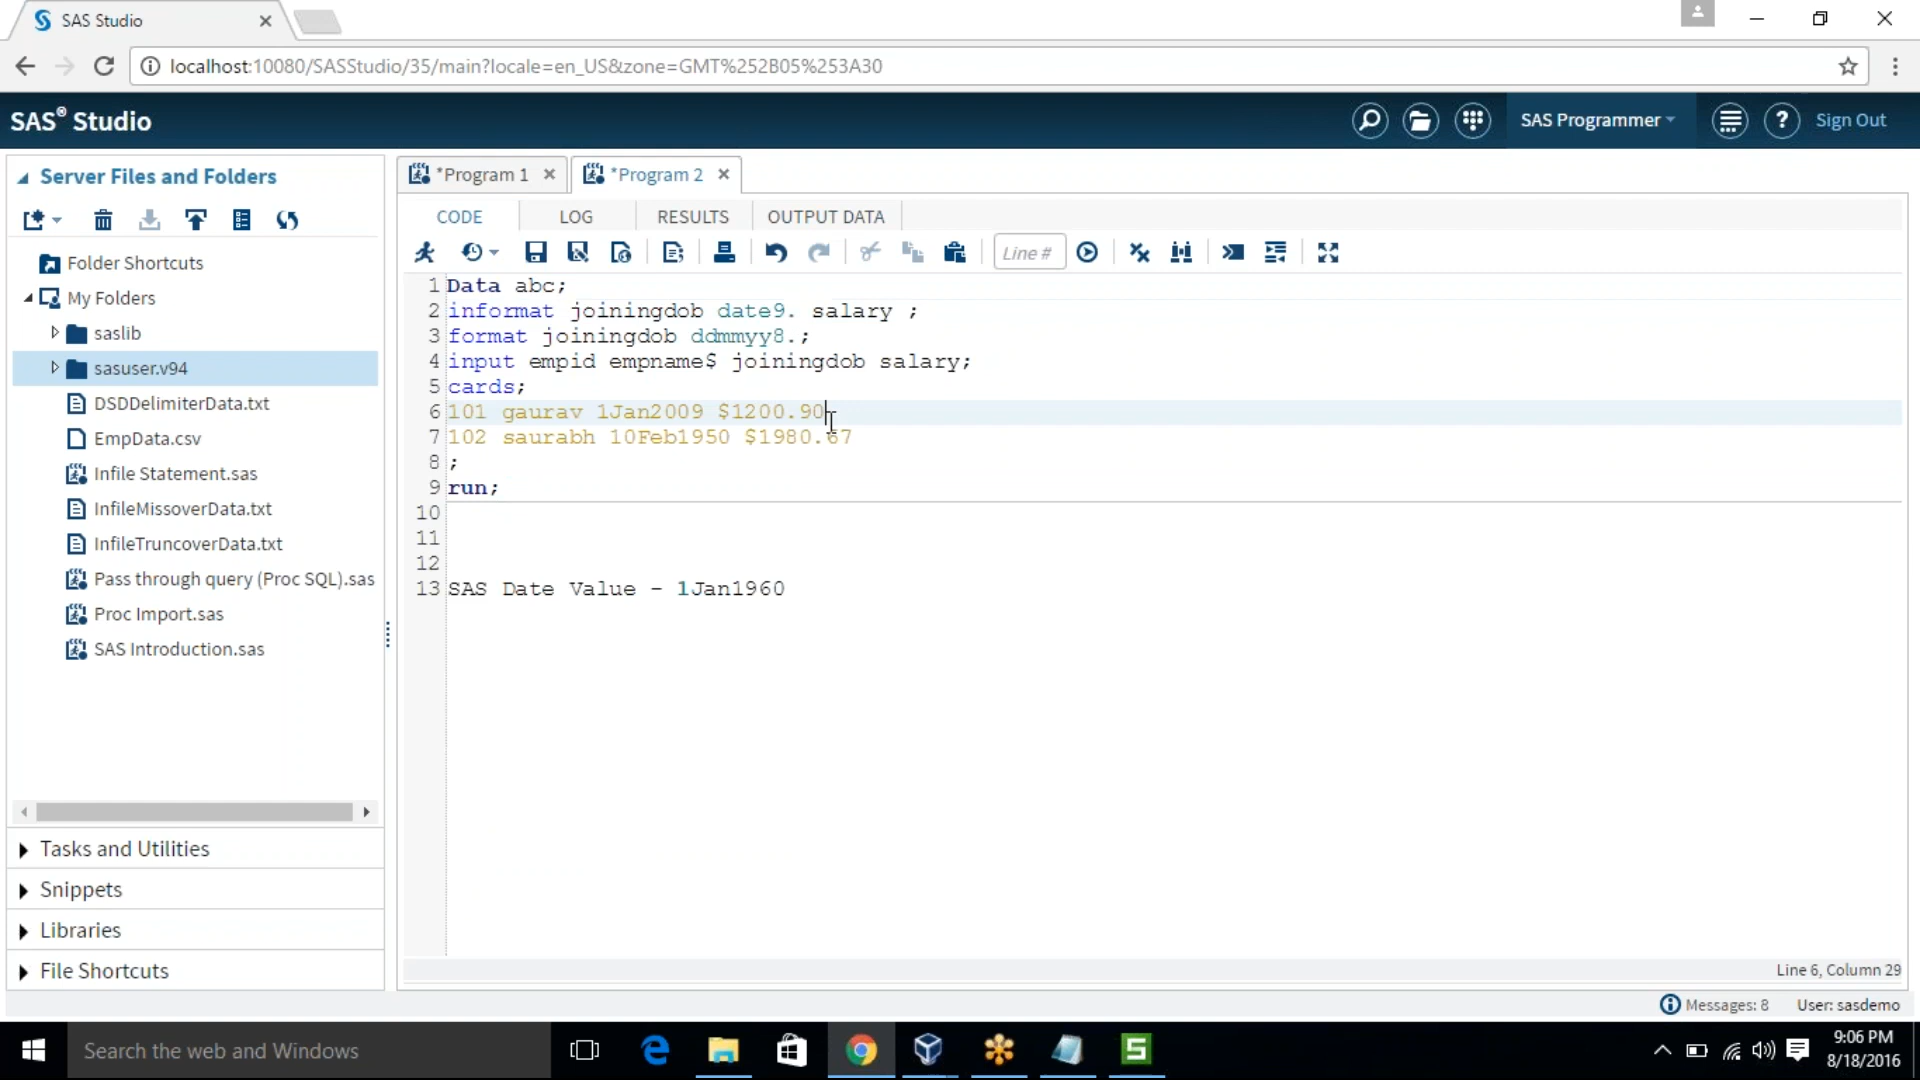 SAS Studio
localhost:10080/SASStudio/35/main?locale=en_US&zone=GMT%252B05%253A30
SAS® Studio
SAS Programmer
Sign Out
Server Files and Folders
Folder Shortcuts
My Folders
saslib
sasuser.v94
DSDDelimiterData.txt
EmpData.csv
Infile Statement.sas
InfileMissoverData.txt
InfileTruncoverData.txt
Pass through query (Proc SQL).sas
Proc Import.sas
SAS Introduction.sas
Tasks and Utilities
Snippets
Libraries
File Shortcuts
*Program 1
*Program 2
CODE LOG RESULTS OUTPUT DATA
Line #
1 Data abc;
2 informat joiningdob date9. salary ;
3 format joiningdob ddmmyy8.;
4 input empid empname$ joiningdob salary;
5 cards;
6 101 gaurav 1Jan2009 $1200.90
7 102 saurabh 10Feb1950 $1980.67
8 ;
9 run;
10
11
12
13 SAS Date Value - 1Jan1960
Line 6, Column 29
Messages: 8 User: sasdemo
Search the web and Windows
9:06 PM
8/18/2016